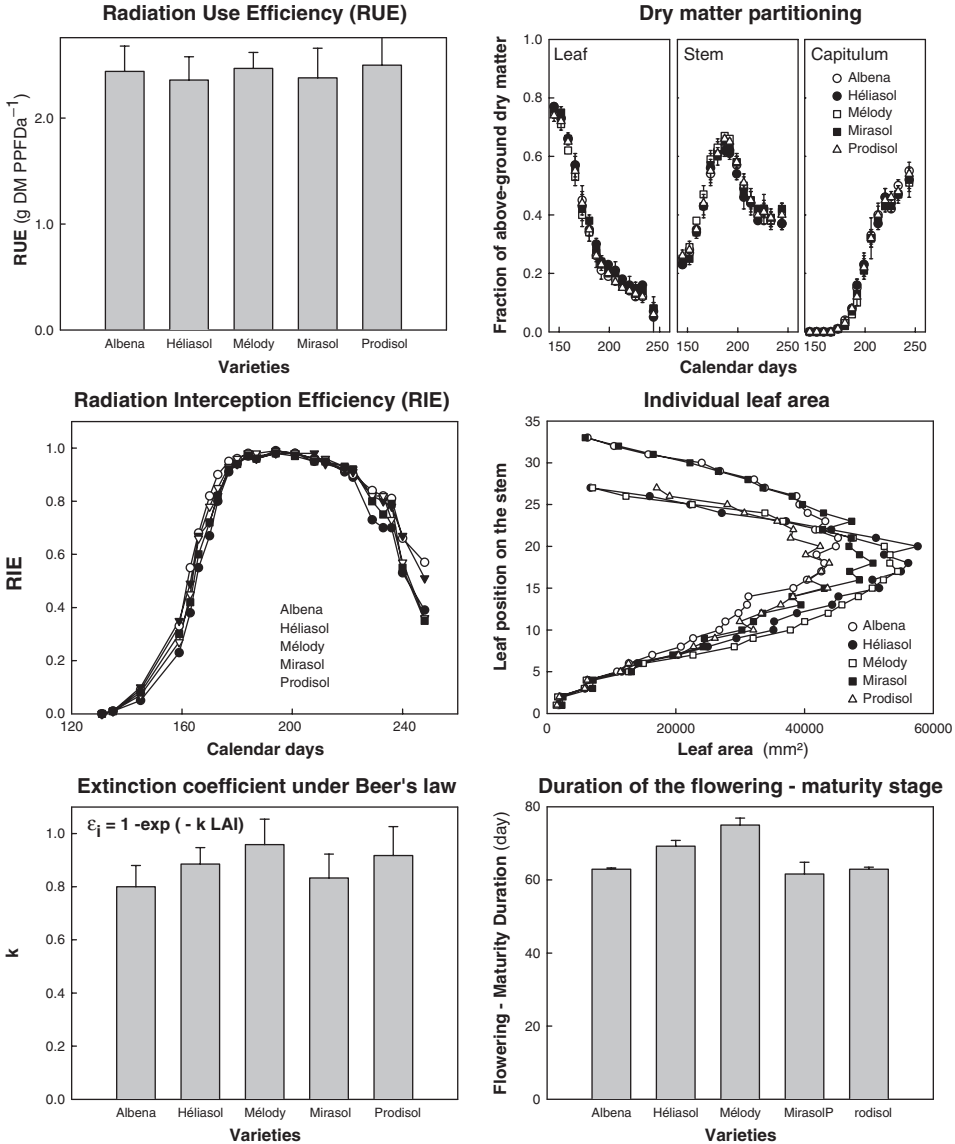 Radiation Use Efficiency (RUE)
RUE (g DM PPFDa⁻¹)
2.0
1.0
0.0
Albena Héliasol Mélody Mirasol Prodisol
Varieties
Dry matter partitioning
Fraction of above-ground dry matter
1.0
0.8
0.6
0.4
0.2
0.0
Leaf Stem Capitulum
Albena
Héliasol
Mélody
Mirasol
Prodisol
150 200 250 150 200 250 150 200 250
Calendar days
Radiation Interception Efficiency (RIE)
RIE
1.0
0.8
0.6
0.4
0.2
0.0
Albena
Héliasol
Mélody
Mirasol
Prodisol
120 160 200 240
Calendar days
Individual leaf area
Leaf position on the stem
35
30
25
20
15
10
5
0
Albena
Héliasol
Mélody
Mirasol
Prodisol
0 20000 40000 60000
Leaf area (mm²)
Extinction coefficient under Beer's law
εi = 1 -exp ( - k LAI)
k
1.0
0.8
0.6
0.4
0.2
0.0
Albena Héliasol Mélody Mirasol Prodisol
Varieties
Duration of the flowering - maturity stage
Flowering - Maturity Duration (day)
80
60
40
20
0
Albena Héliasol Mélody MirasolP rodisol
Varieties